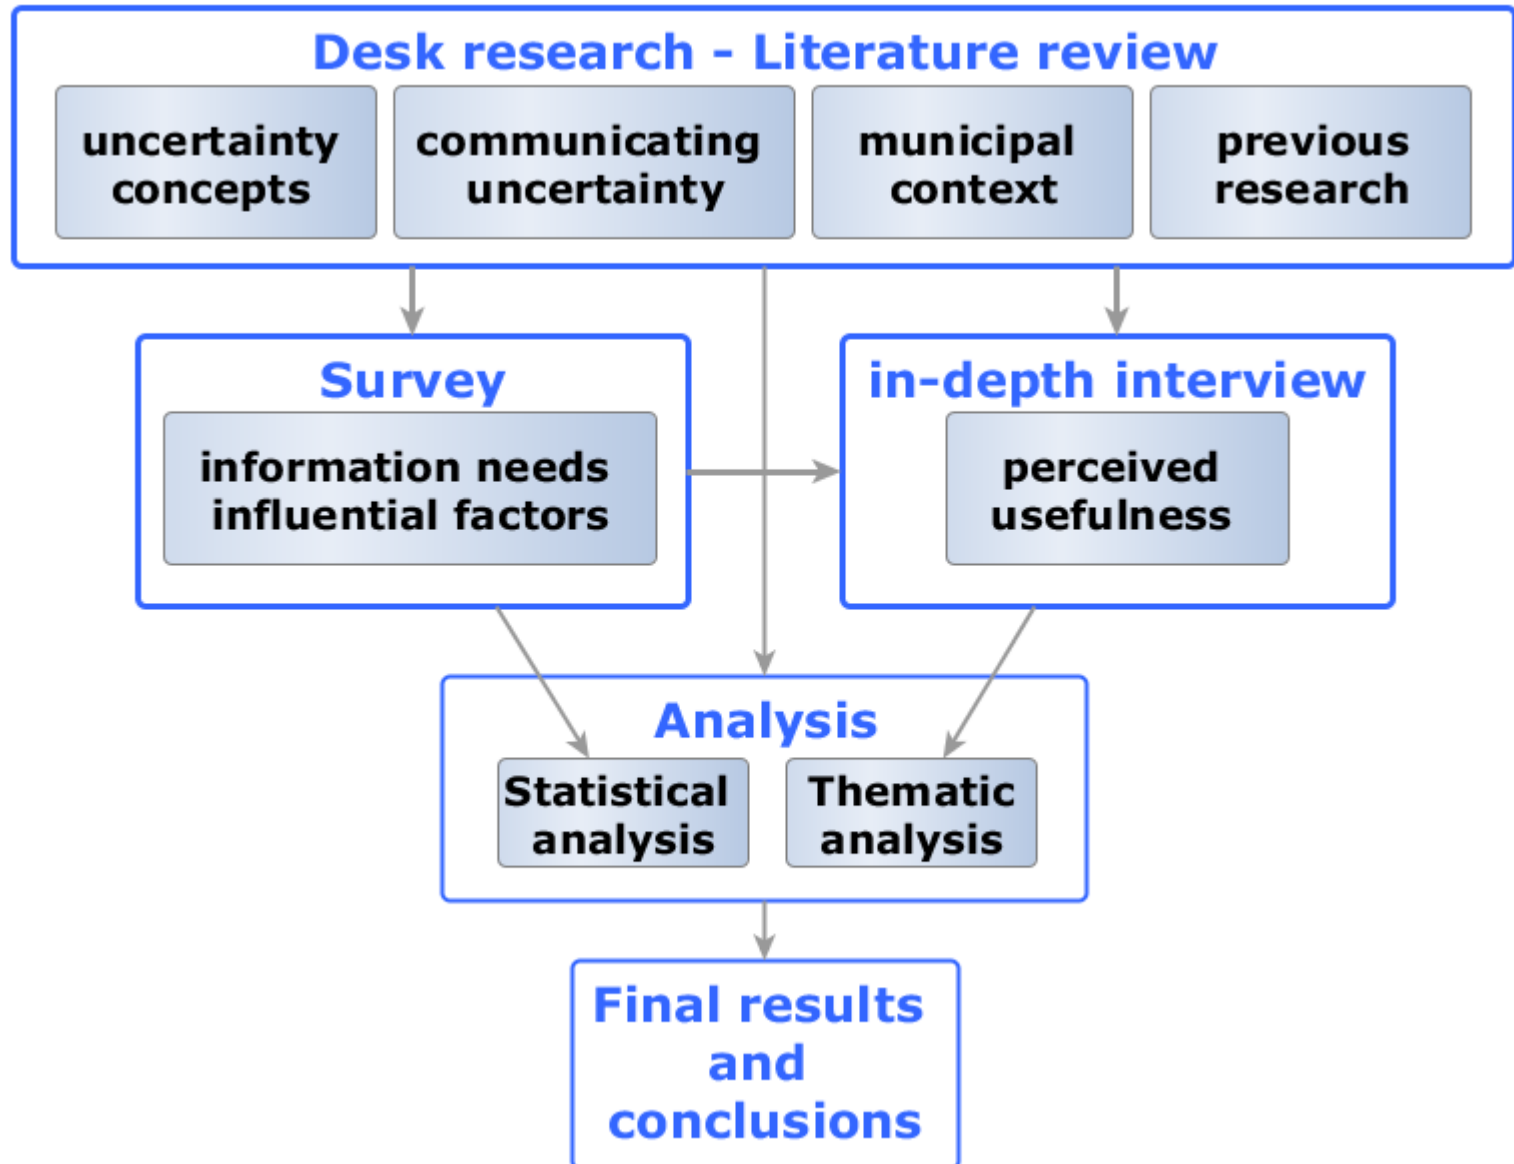 Desk research - Literature review
uncertainty
concepts
communicating
uncertainty
municipal
context
previous
research
Survey
information needs
influential factors
in-depth interview
perceived
usefulness
Analysis
Statistical
analysis
Thematic
analysis
Final results
and
conclusions